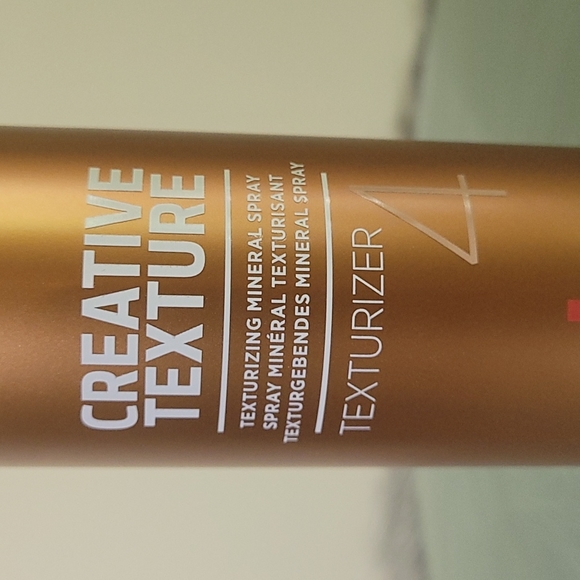 CREATIVE
TEXTURE
TEXTURIZING MINERAL SPRAY
SPRAY MINÉRAL TEXTURISANT
TEXTURGEBENDES MINERAL SPRAY
TEXTURIZER 4